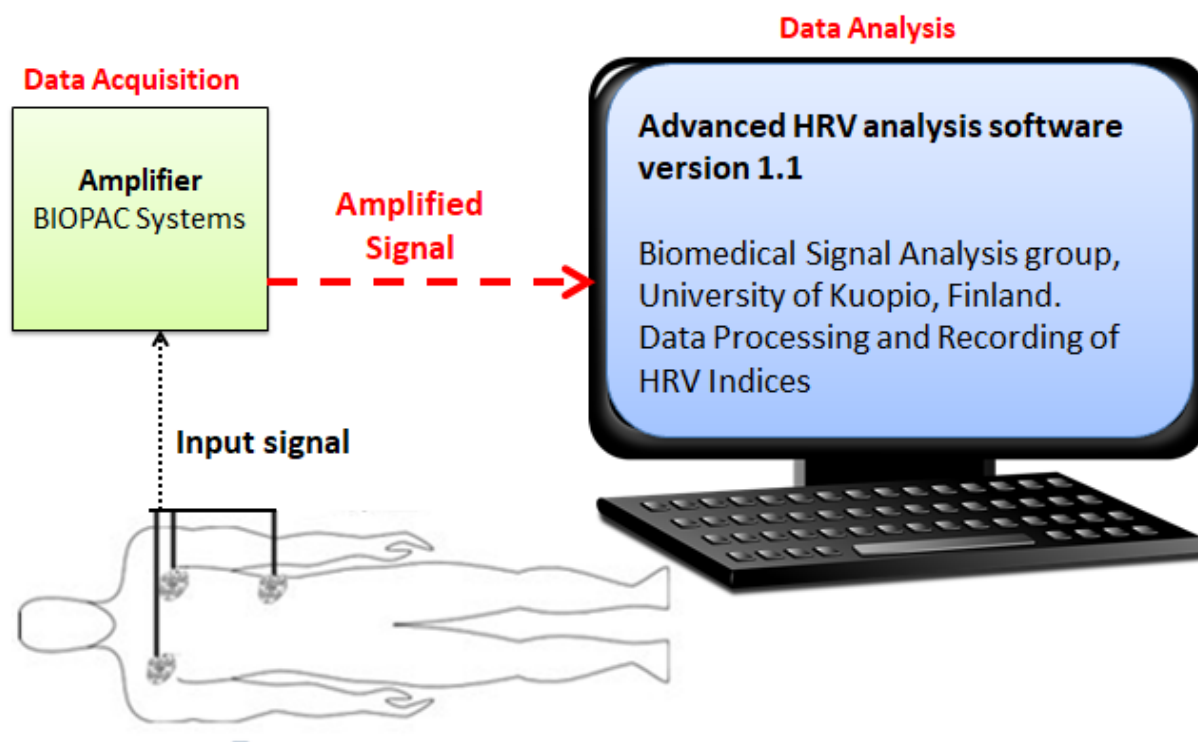 Data Analysis
Data Acquisition
Advanced HRV analysis software
version 1.1
Amplifier
BIOPAC Systems
Amplified
Signal
Biomedical Signal Analysis group,
University of Kuopio, Finland.
Data Processing and Recording of
HRV Indices
Input signal